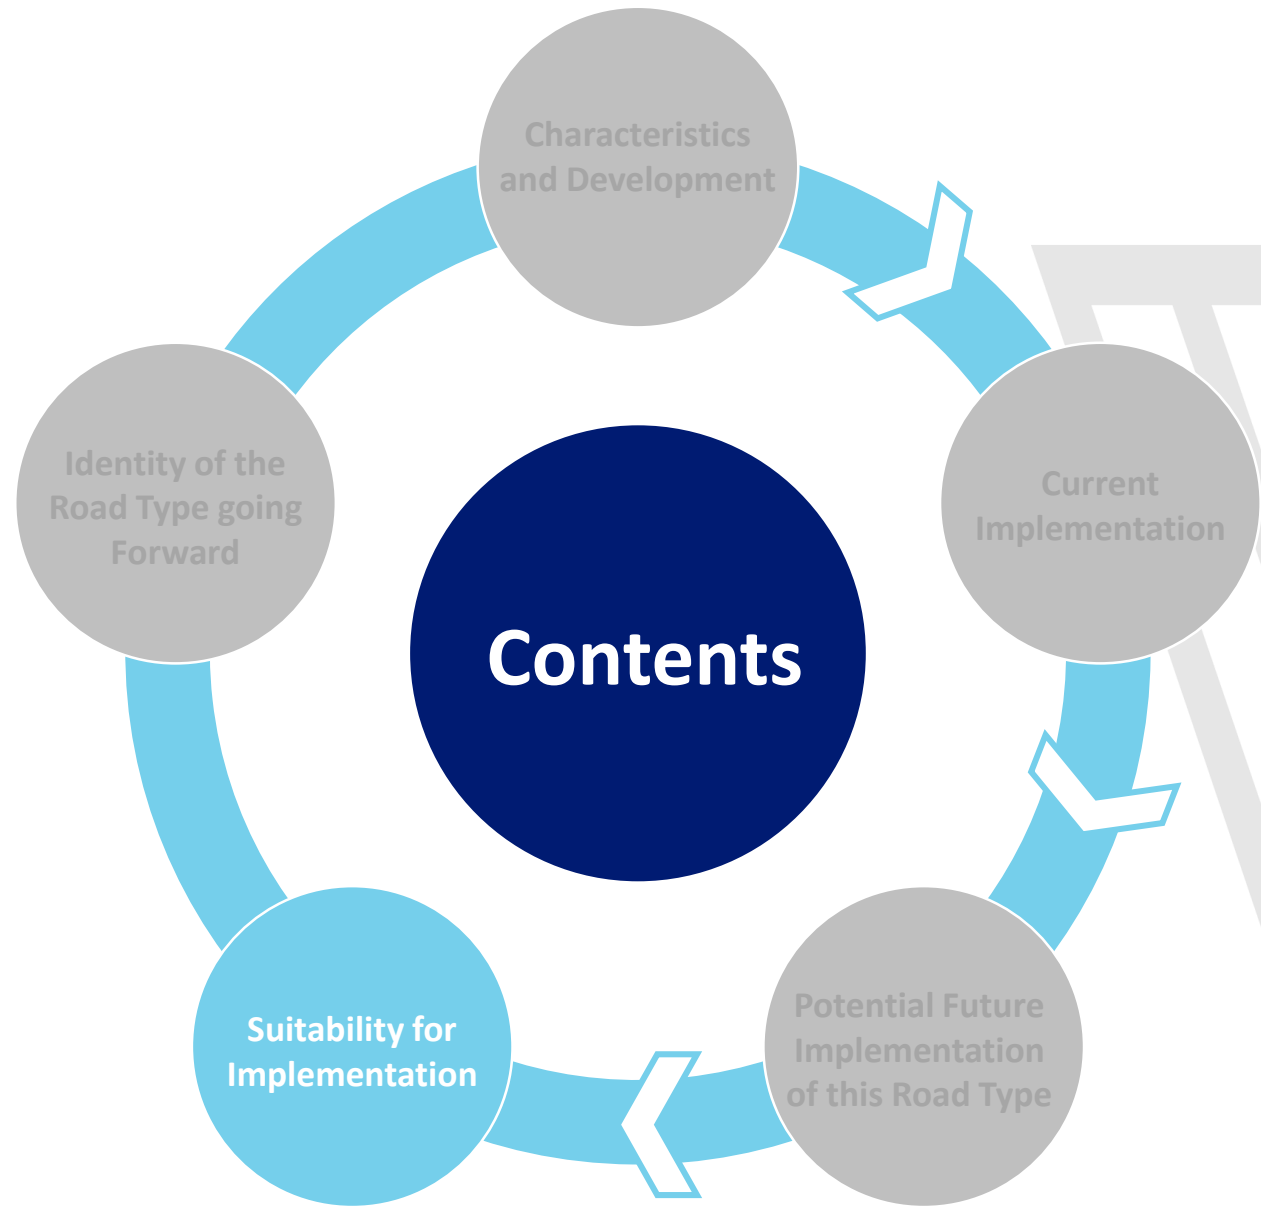 Characteristics
and Development
Current
Implementation
Potential Future
Implementation
of this Road Type
Suitability for
Implementation
Identity of the
Road Type going
Forward
Contents